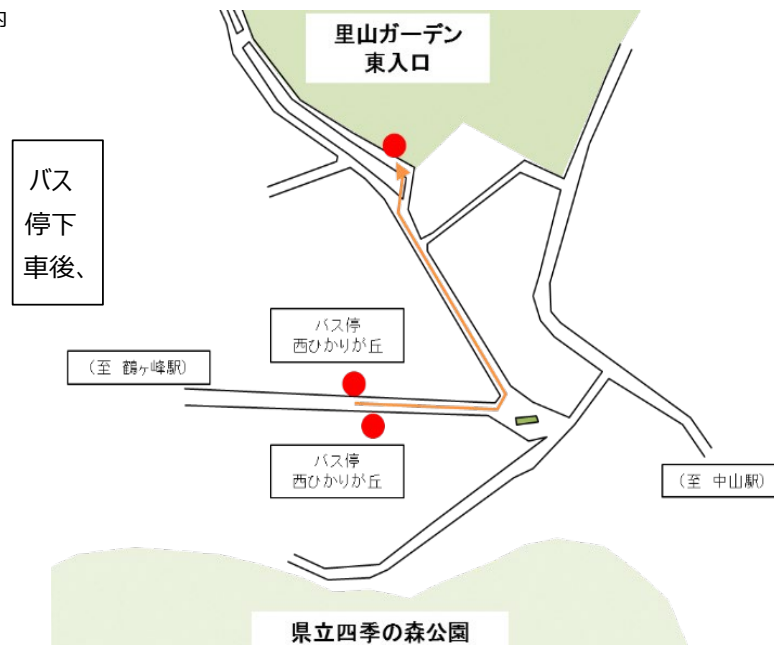 内
里山ガーデン
東入口
バス
停下
車後、
バス停
西ひかりが丘
(至 鶴ヶ峰駅)
バス停
西ひかりが丘
(至 中山駅)
県立四季の森公園